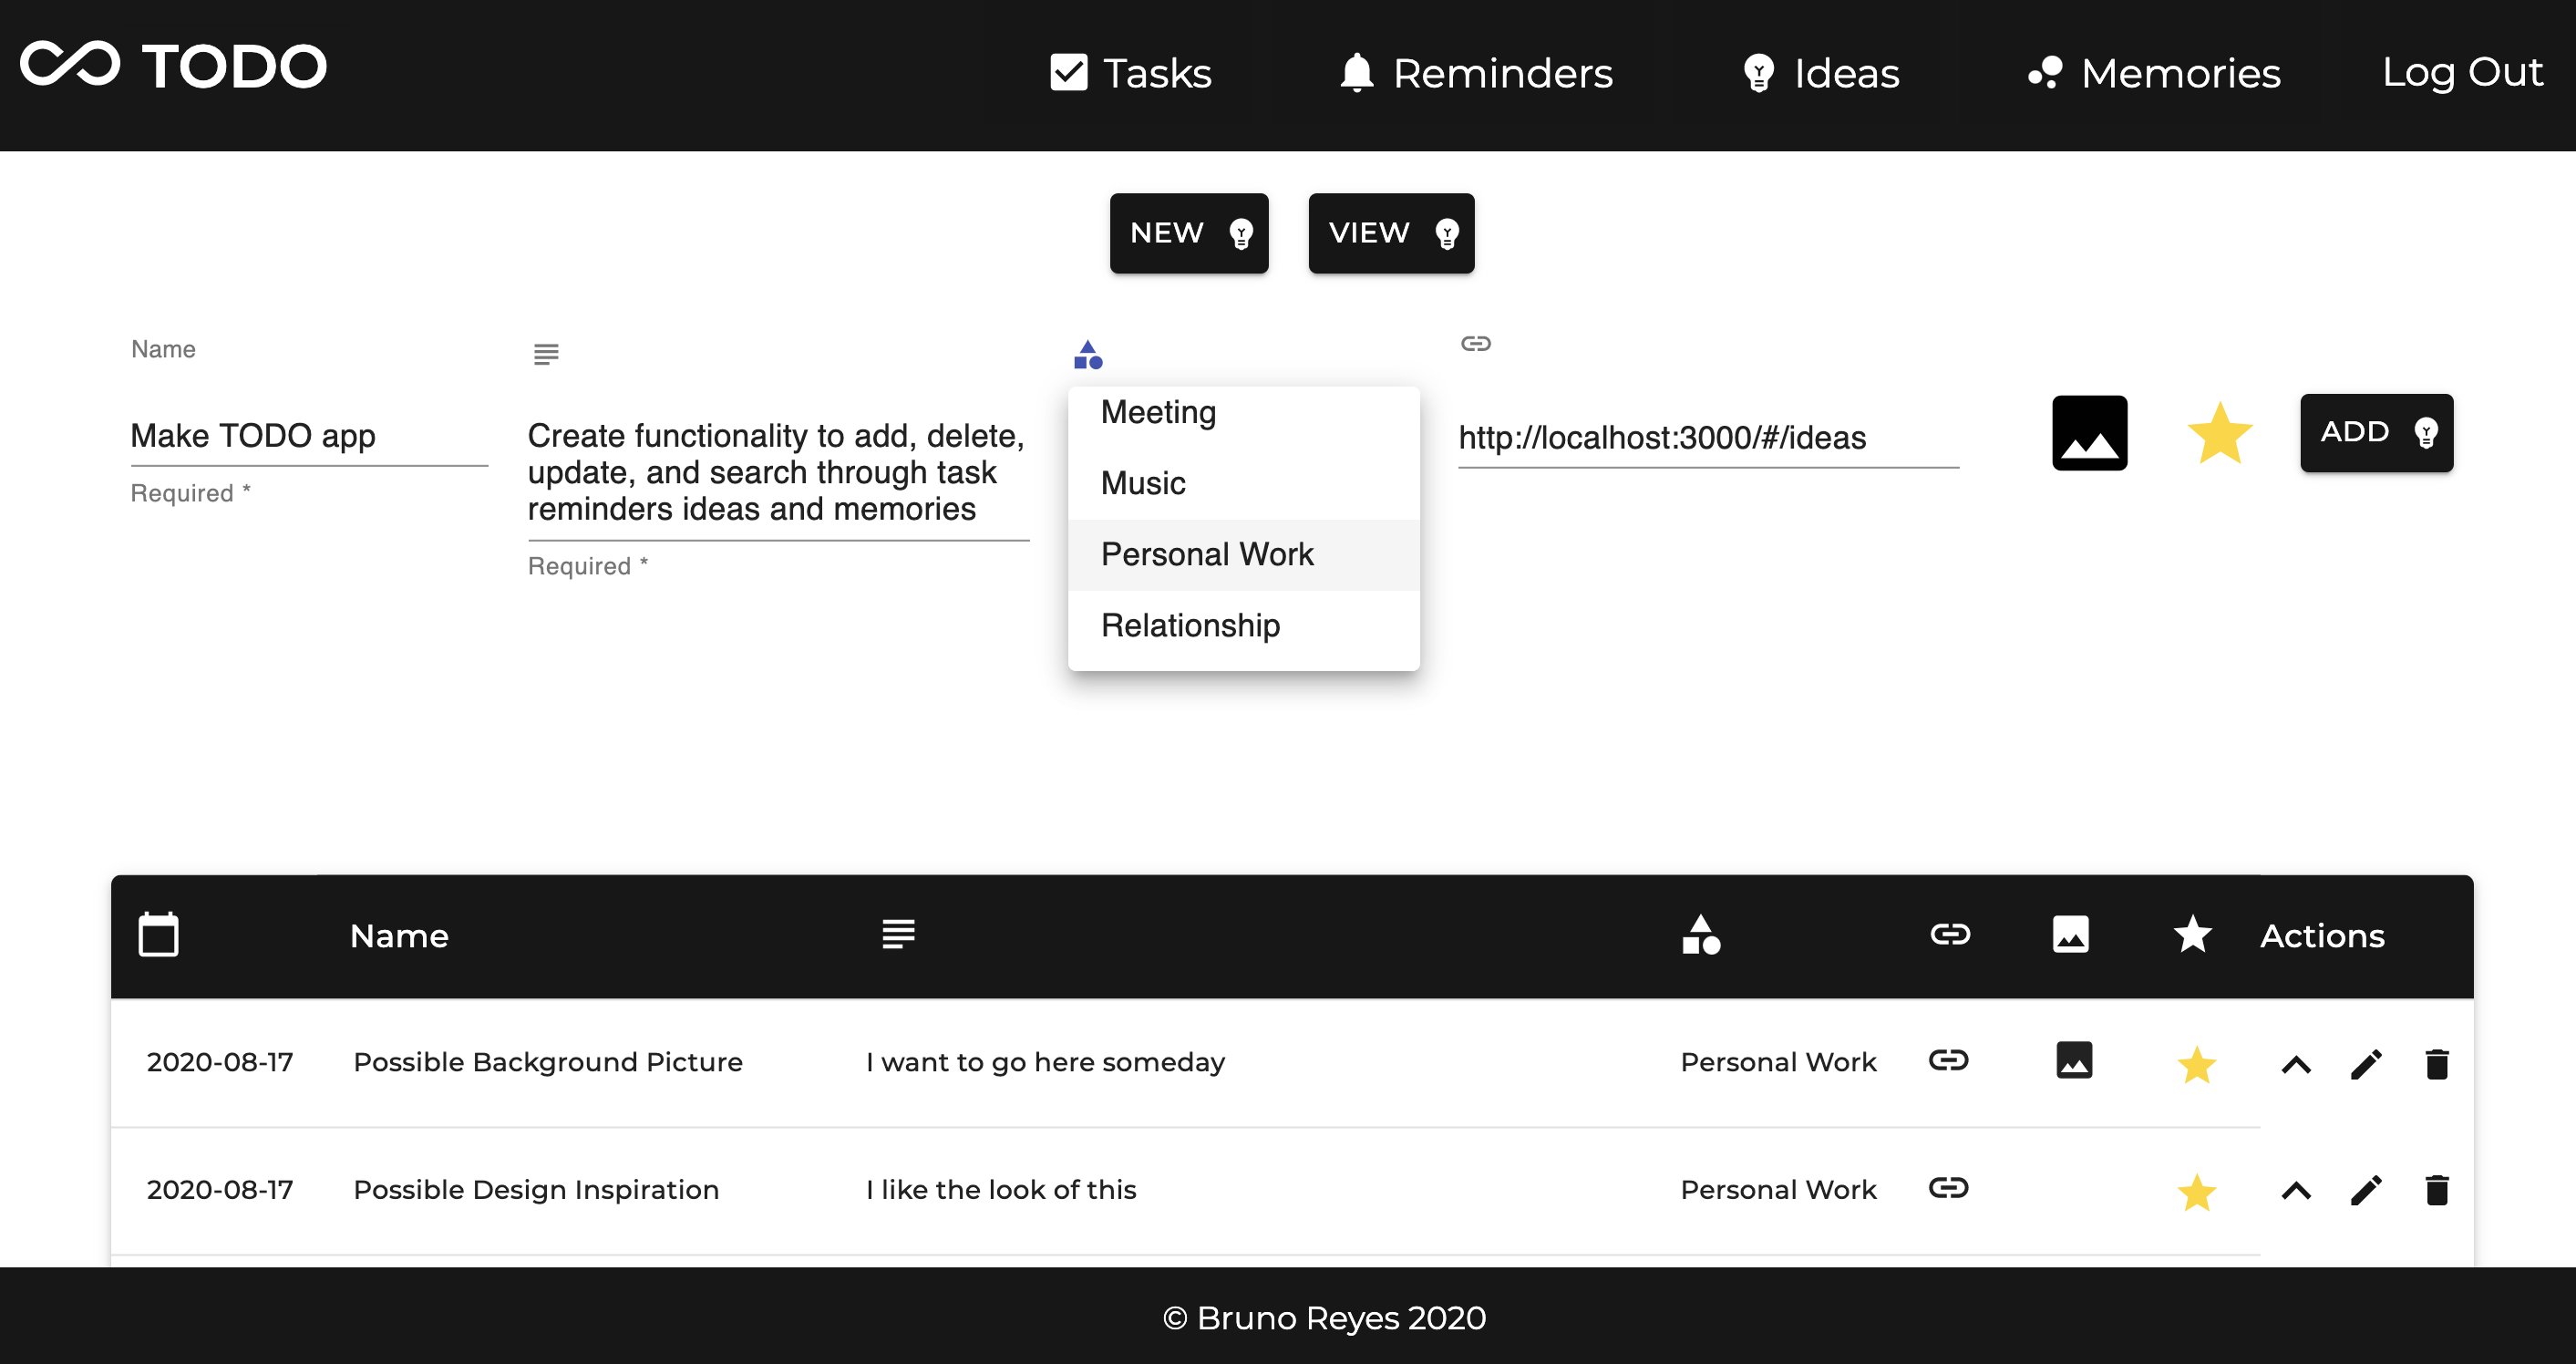 TODO
Tasks
Reminders
Ideas
Memories
Log Out
NEW
VIEW
Name
Make TODO app
Required *
Create functionality to add, delete,
update, and search through task
reminders ideas and memories
Required *
Meeting
Music
Personal Work
Relationship
http://localhost:3000/#/ideas
ADD
Name
Actions
2020-08-17 Possible Background Picture I want to go here someday Personal Work
2020-08-17 Possible Design Inspiration I like the look of this Personal Work
© Bruno Reyes 2020